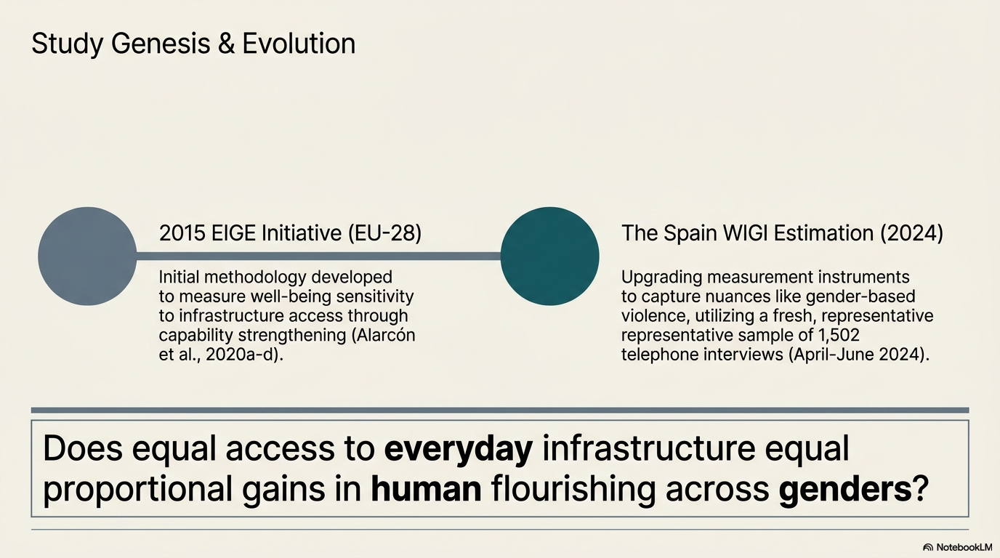 Study Genesis & Evolution
2015 EIGE Initiative (EU-28)
Initial methodology developed
to measure well-being sensitivity
to infrastructure access through
capability strengthening (Alarcón
et al., 2020a-d).
The Spain WIGI Estimation (2024)
Upgrading measurement instruments
to capture nuances like gender-based
violence, utilizing a fresh, representative
representative sample of 1,502
telephone interviews (April-June 2024).
Does equal access to everyday infrastructure equal
proportional gains in human flourishing across genders?
NotebookLM